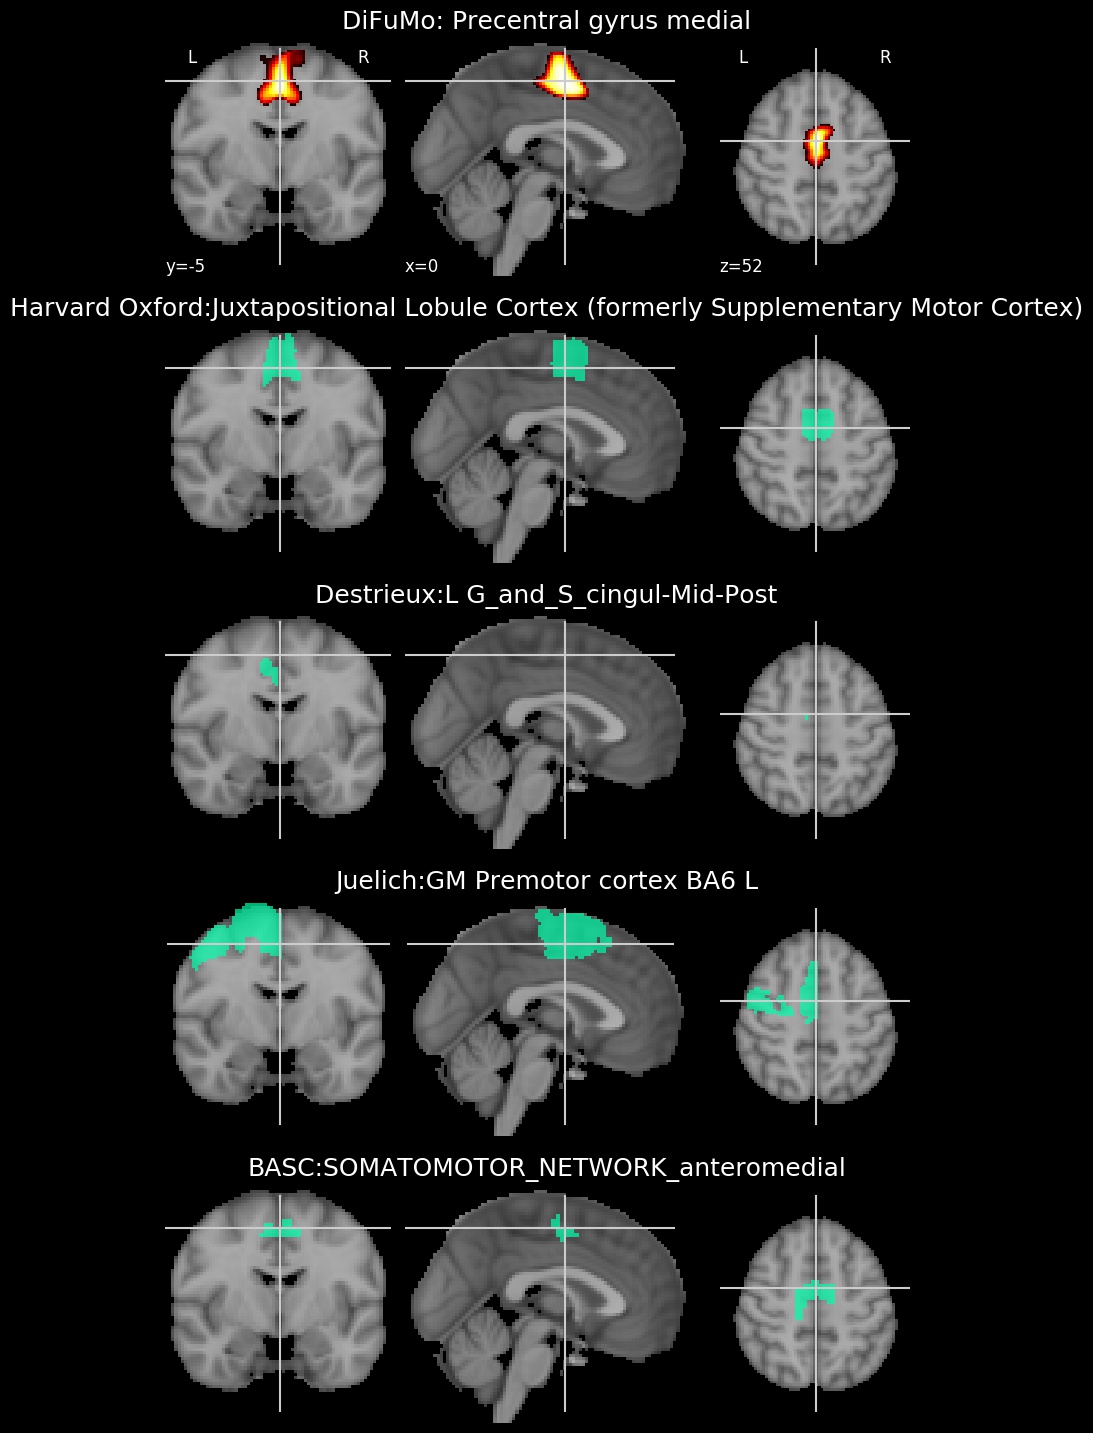 DiFuMo: Precentral gyrus medial
L R L R
y=-5 x=0 z=52
Harvard Oxford:Juxtapositional Lobule Cortex (formerly Supplementary Motor Cortex)
Destrieux:L G_and_S_cingul-Mid-Post
Juelich:GM Premotor cortex BA6 L
BASC:SOMATOMOTOR_NETWORK_anteromedial